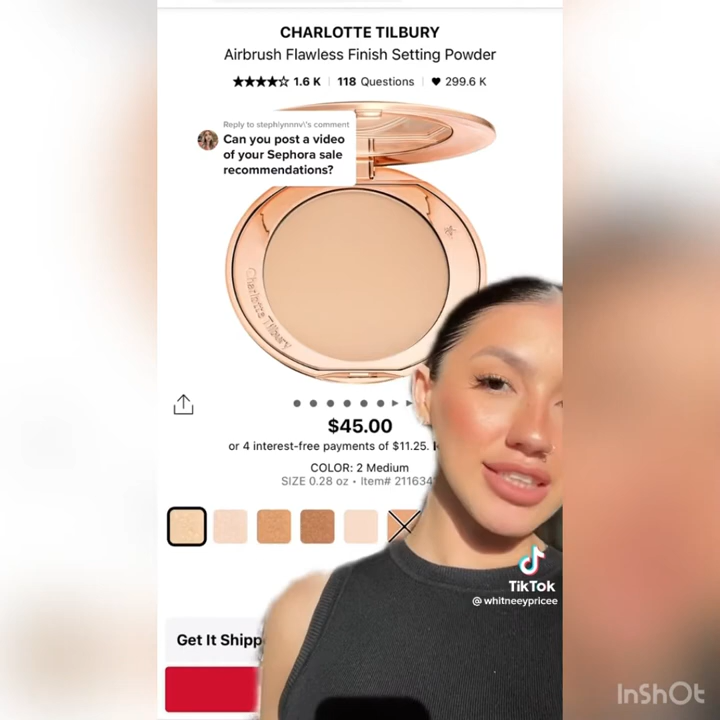 CHARLOTTE TILBURY
Airbrush Flawless Finish Setting Powder
★★★★☆ 1.6 K | 118 Questions | ♥ 299.6 K
Reply to stephlynnnv\'s comment
Can you post a video
of your Sephora sale
recommendations?
Charlotte Tilbury
$45.00
or 4 interest-free payments of $11.25.
COLOR: 2 Medium
SIZE 0.28 oz • Item# 211634
Get It Shipp
TikTok
@whitneeypricee
InShOt